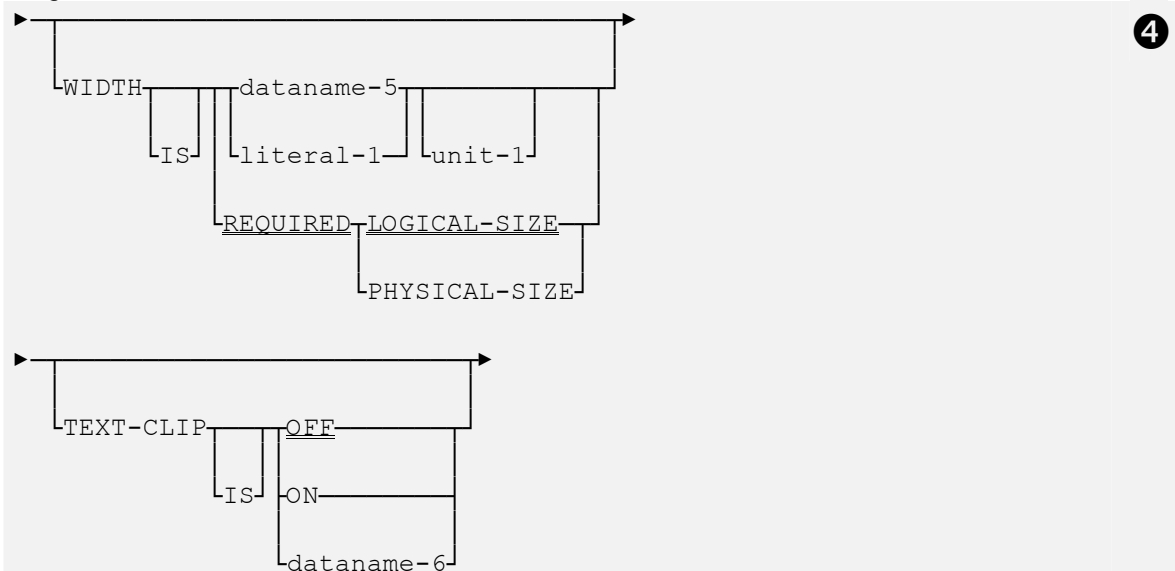 ❹
WIDTH dataname-5
IS literal-1 unit-1
REQUIRED LOGICAL-SIZE
PHYSICAL-SIZE
TEXT-CLIP OFF
IS ON
dataname-6